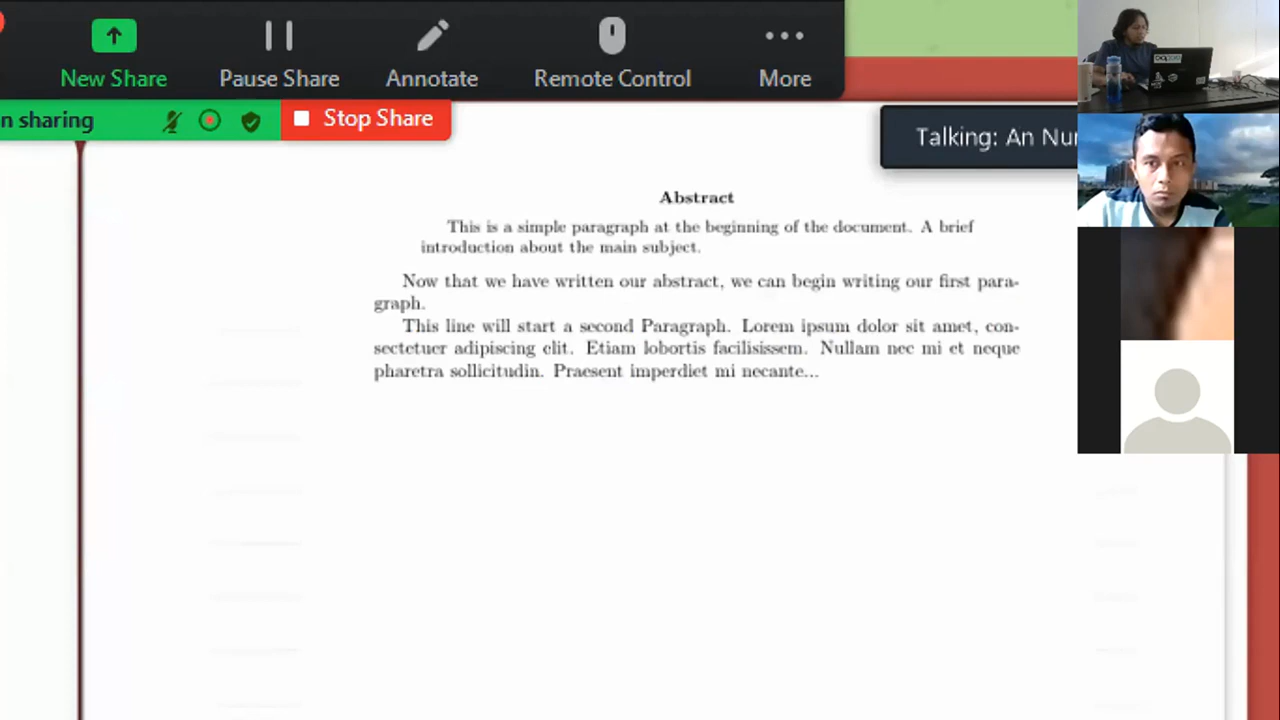 New Share
Pause Share
Annotate
Remote Control
More
n sharing
Stop Share
Talking: An Nu
Abstract
This is a simple paragraph at the beginning of the document. A brief
introduction about the main subject.
Now that we have written our abstract, we can begin writing our first para-
graph.
This line will start a second Paragraph. Lorem ipsum dolor sit amet, con-
sectetuer adipiscing elit. Etiam lobortis facilisissem. Nullam nec mi et neque
pharetra sollicitudin. Praesent imperdiet mi necante...